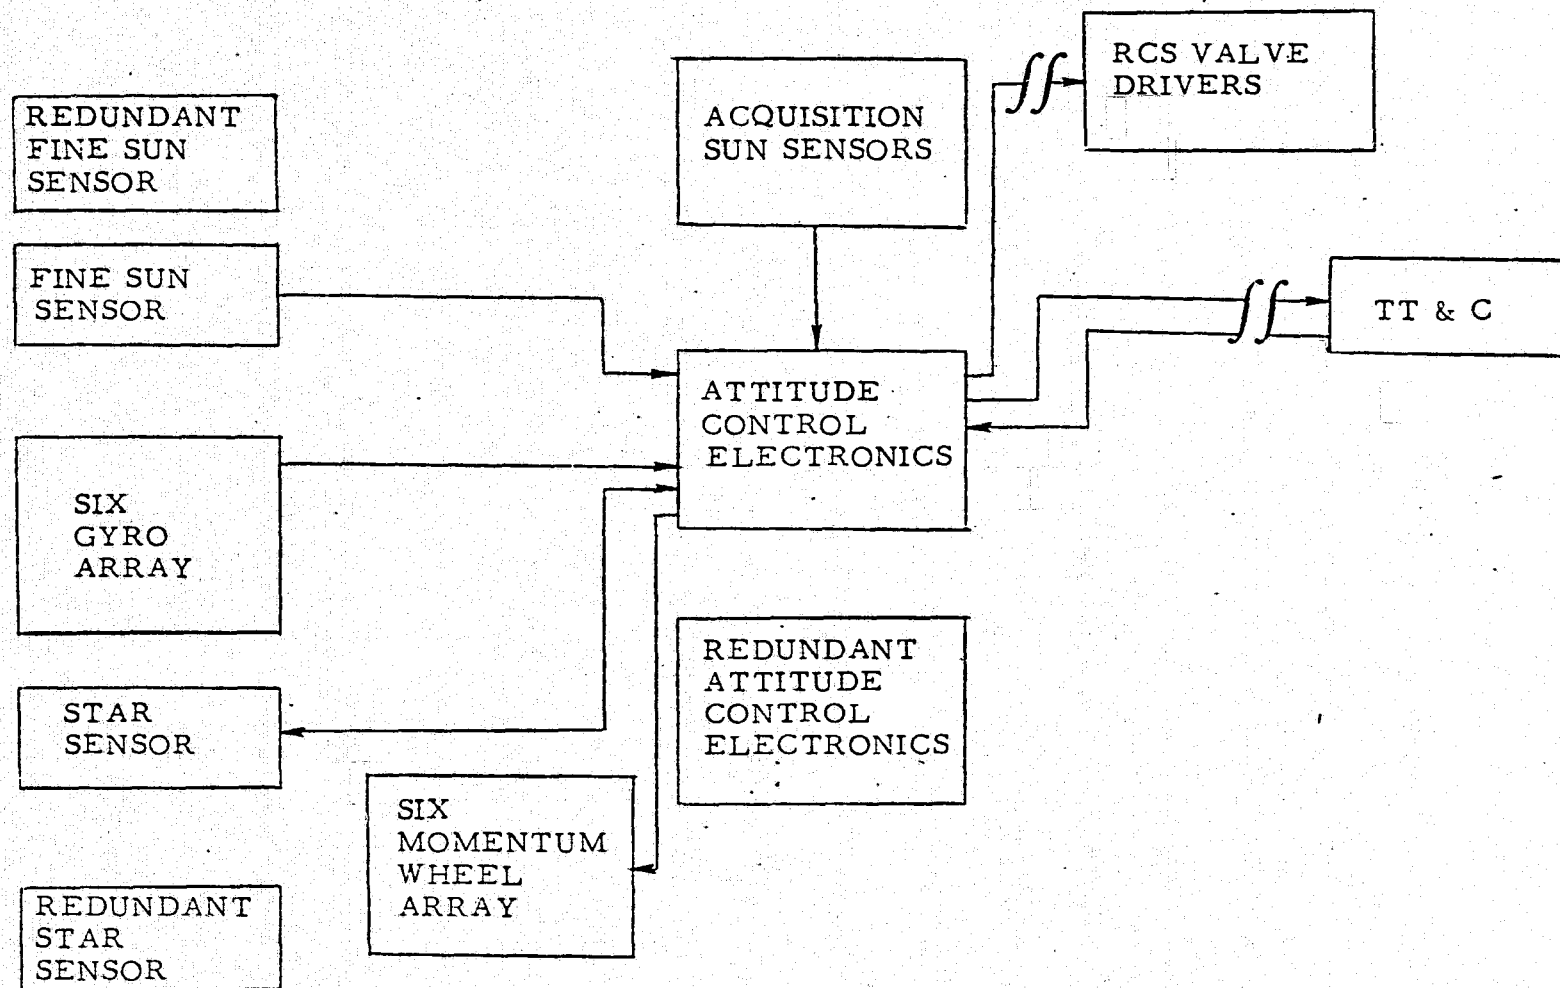 REDUNDANT
FINE SUN
SENSOR
FINE SUN
SENSOR
SIX
GYRO
ARRAY
STAR
SENSOR
REDUNDANT
STAR
SENSOR
SIX
MOMENTUM
WHEEL
ARRAY
ACQUISITION
SUN SENSORS
ATTITUDE
CONTROL
ELECTRONICS
REDUNDANT
ATTITUDE
CONTROL
ELECTRONICS
RCS VALVE
DRIVERS
TT & C